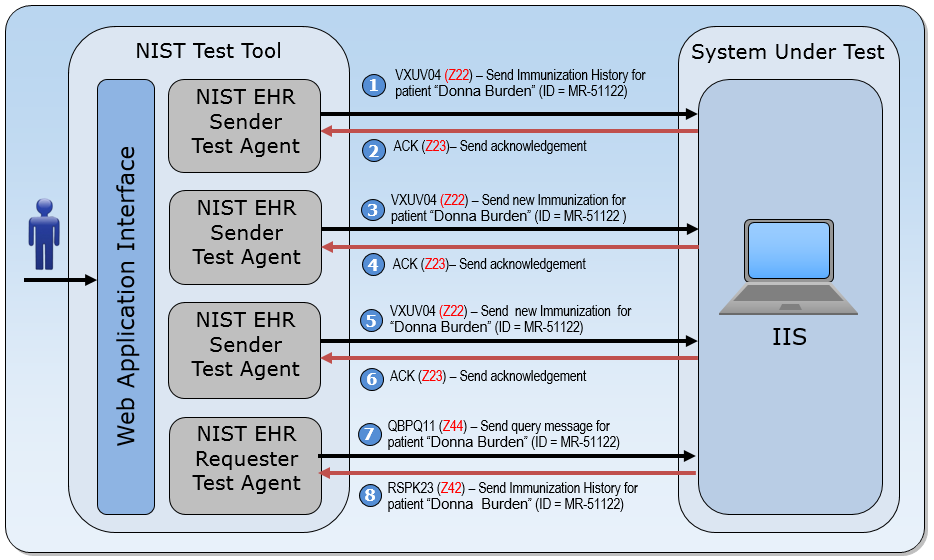 NIST Test Tool
System Under Test
Web Application Interface
NIST EHR
Sender
Test Agent
1
VXUV04 (Z22) – Send Immunization History for
patient “Donna Burden” (ID = MR-51122)
2
ACK (Z23)– Send acknowledgement
NIST EHR
Sender
Test Agent
3
VXUV04 (Z22) – Send new Immunization for
patient “Donna Burden” (ID = MR-51122 )
4
ACK (Z23)– Send acknowledgement
NIST EHR
Sender
Test Agent
5
VXUV04 (Z22) – Send new Immunization for
“Donna Burden” (ID = MR-51122)
6
ACK (Z23) – Send acknowledgement
NIST EHR
Requester
Test Agent
7
QBPQ11 (Z44) – Send query message for
patient “Donna Burden” (ID = MR-51122)
8
RSPK23 (Z42) – Send Immunization History for
patient “Donna Burden” (ID = MR-51122)
IIS